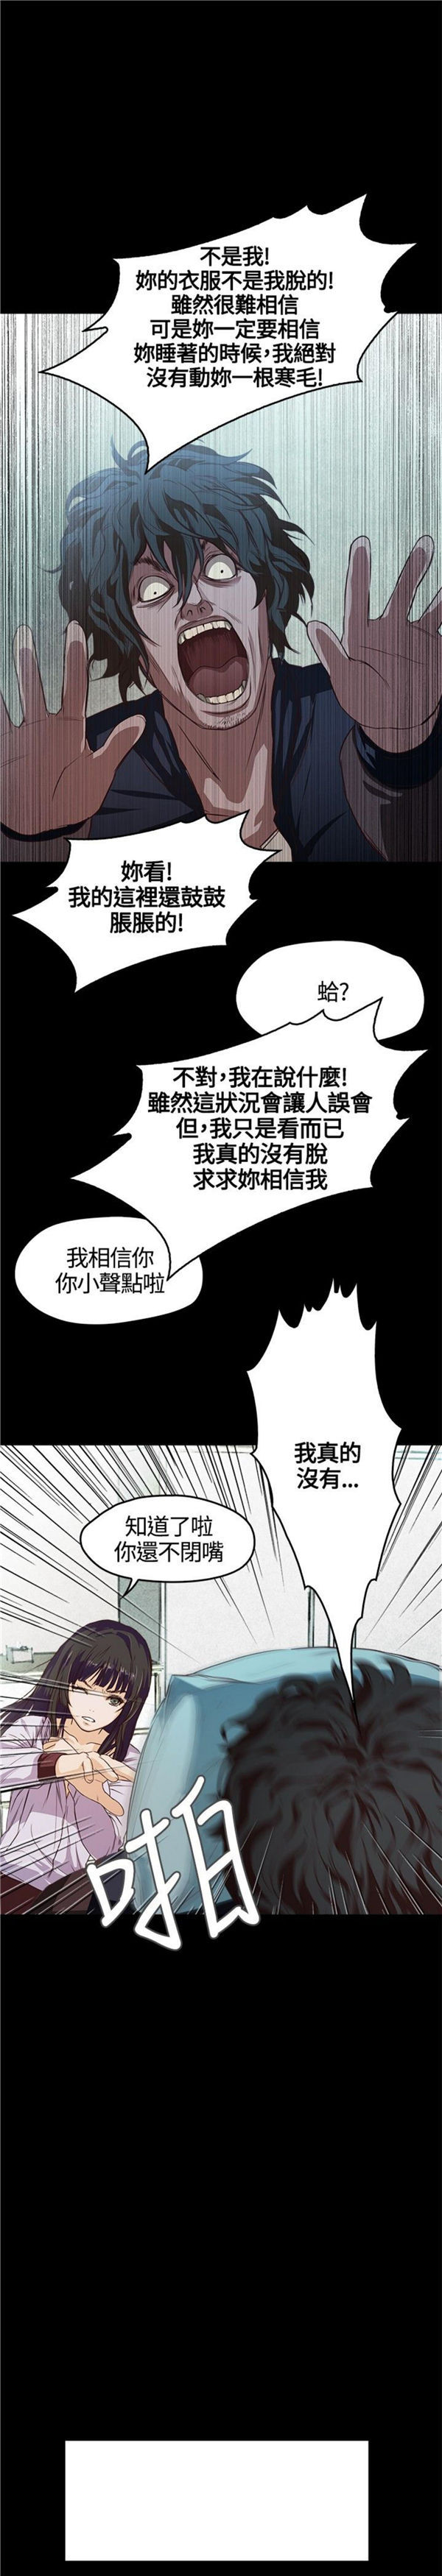 不是我!
妳的衣服不是我脫的!
雖然很難相信
可是妳一定要相信
妳睡著的時候,我絕對
沒有動妳一根寒毛!
妳看!
我的這裡還鼓鼓
脹脹的!
蛤?
不對,我在說什麼!
雖然這狀況會讓人誤會
但,我只是看而已
我真的沒有脫
求求妳相信我
我相信你
你小聲點啦
我真的
沒有...
知道了啦
你還不閉嘴
啪